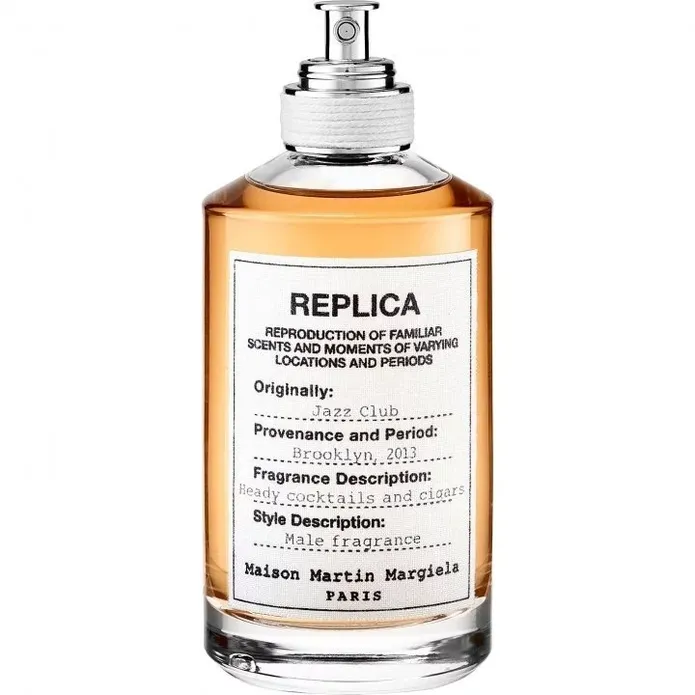 REPLICA
REPRODUCTION OF FAMILIAR
SCENTS AND MOMENTS OF VARYING
LOCATIONS AND PERIODS
Originally:
Jazz Club
Provenance and Period:
Brooklyn, 2013
Fragrance Description:
Heady cocktails and cigars
Style Description:
Male fragrance
Maison Martin Margiela
PARIS